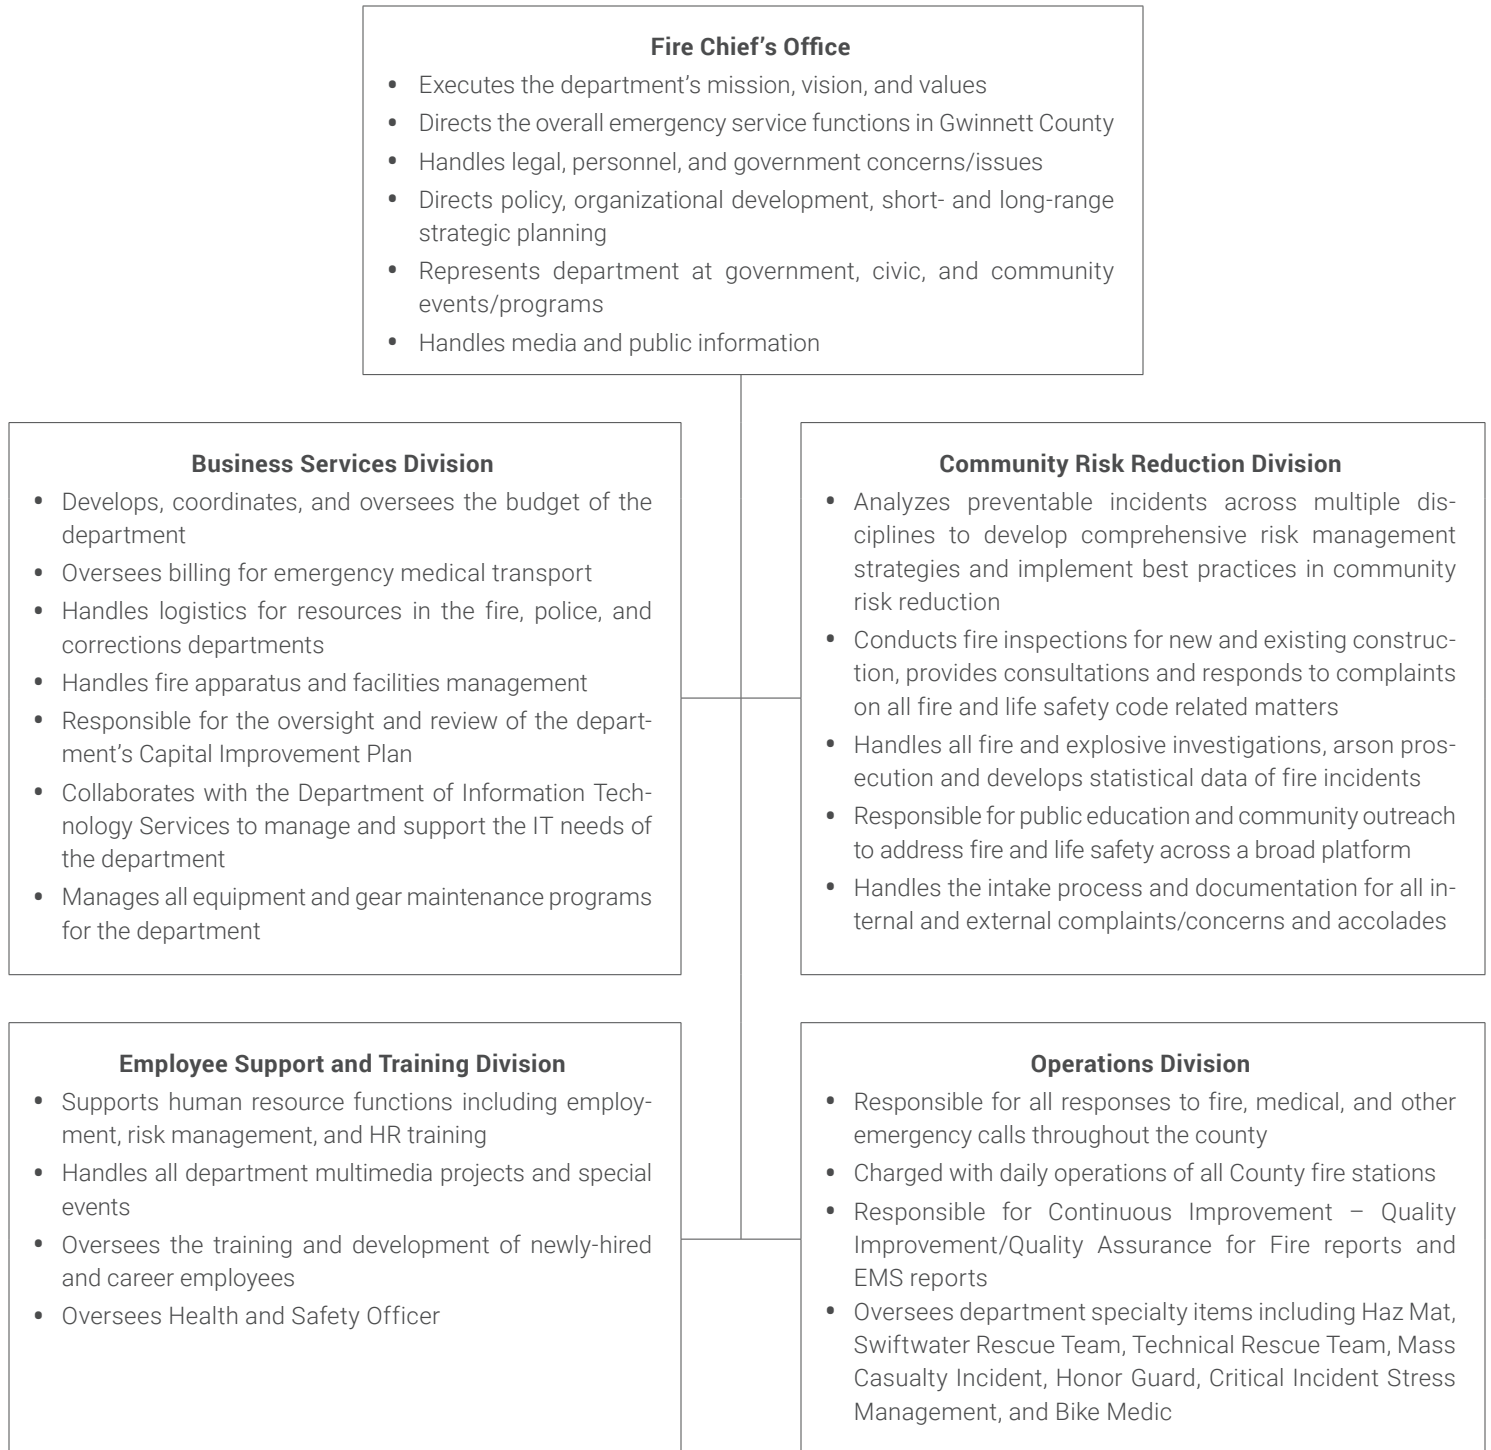 Fire Chief's Office
• Executes the department's mission, vision, and values
• Directs the overall emergency service functions in Gwinnett County
• Handles legal, personnel, and government concerns/issues
• Directs policy, organizational development, short- and long-range
strategic planning
• Represents department at government, civic, and community
events/programs
• Handles media and public information
Business Services Division
• Develops, coordinates, and oversees the budget of the
department
• Oversees billing for emergency medical transport
• Handles logistics for resources in the fire, police, and
corrections departments
• Handles fire apparatus and facilities management
• Responsible for the oversight and review of the depart-
ment's Capital Improvement Plan
• Collaborates with the Department of Information Tech-
nology Services to manage and support the IT needs of
the department
• Manages all equipment and gear maintenance programs
for the department
Community Risk Reduction Division
• Analyzes preventable incidents across multiple dis-
ciplines to develop comprehensive risk management
strategies and implement best practices in community
risk reduction
• Conducts fire inspections for new and existing construc-
tion, provides consultations and responds to complaints
on all fire and life safety code related matters
• Handles all fire and explosive investigations, arson pros-
ecution and develops statistical data of fire incidents
• Responsible for public education and community outreach
to address fire and life safety across a broad platform
• Handles the intake process and documentation for all in-
ternal and external complaints/concerns and accolades
Employee Support and Training Division
• Supports human resource functions including employ-
ment, risk management, and HR training
• Handles all department multimedia projects and special
events
• Oversees the training and development of newly-hired
and career employees
• Oversees Health and Safety Officer
Operations Division
• Responsible for all responses to fire, medical, and other
emergency calls throughout the county
• Charged with daily operations of all County fire stations
• Responsible for Continuous Improvement – Quality
Improvement/Quality Assurance for Fire reports and
EMS reports
• Oversees department specialty items including Haz Mat,
Swiftwater Rescue Team, Technical Rescue Team, Mass
Casualty Incident, Honor Guard, Critical Incident Stress
Management, and Bike Medic